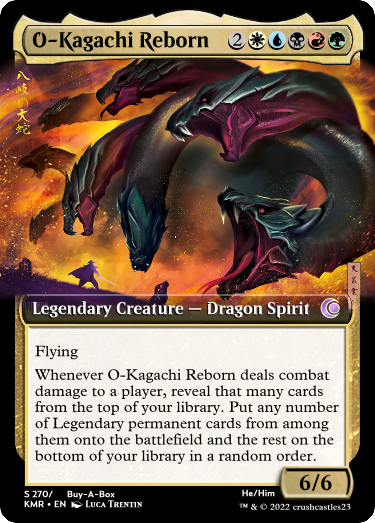 O-Kagachi Reborn 2
八岐の大蛇
Legendary Creature — Dragon Spirit
Flying
Whenever O-Kagachi Reborn deals combat
damage to a player, reveal that many cards
from the top of your library. Put any number
of Legendary permanent cards from among
them onto the battlefield and the rest on the
bottom of your library in a random order.
6/6
S 270/ Buy-A-Box He/Him
KMR • EN Luca Trentin ™ & © 2022 crushcastles23